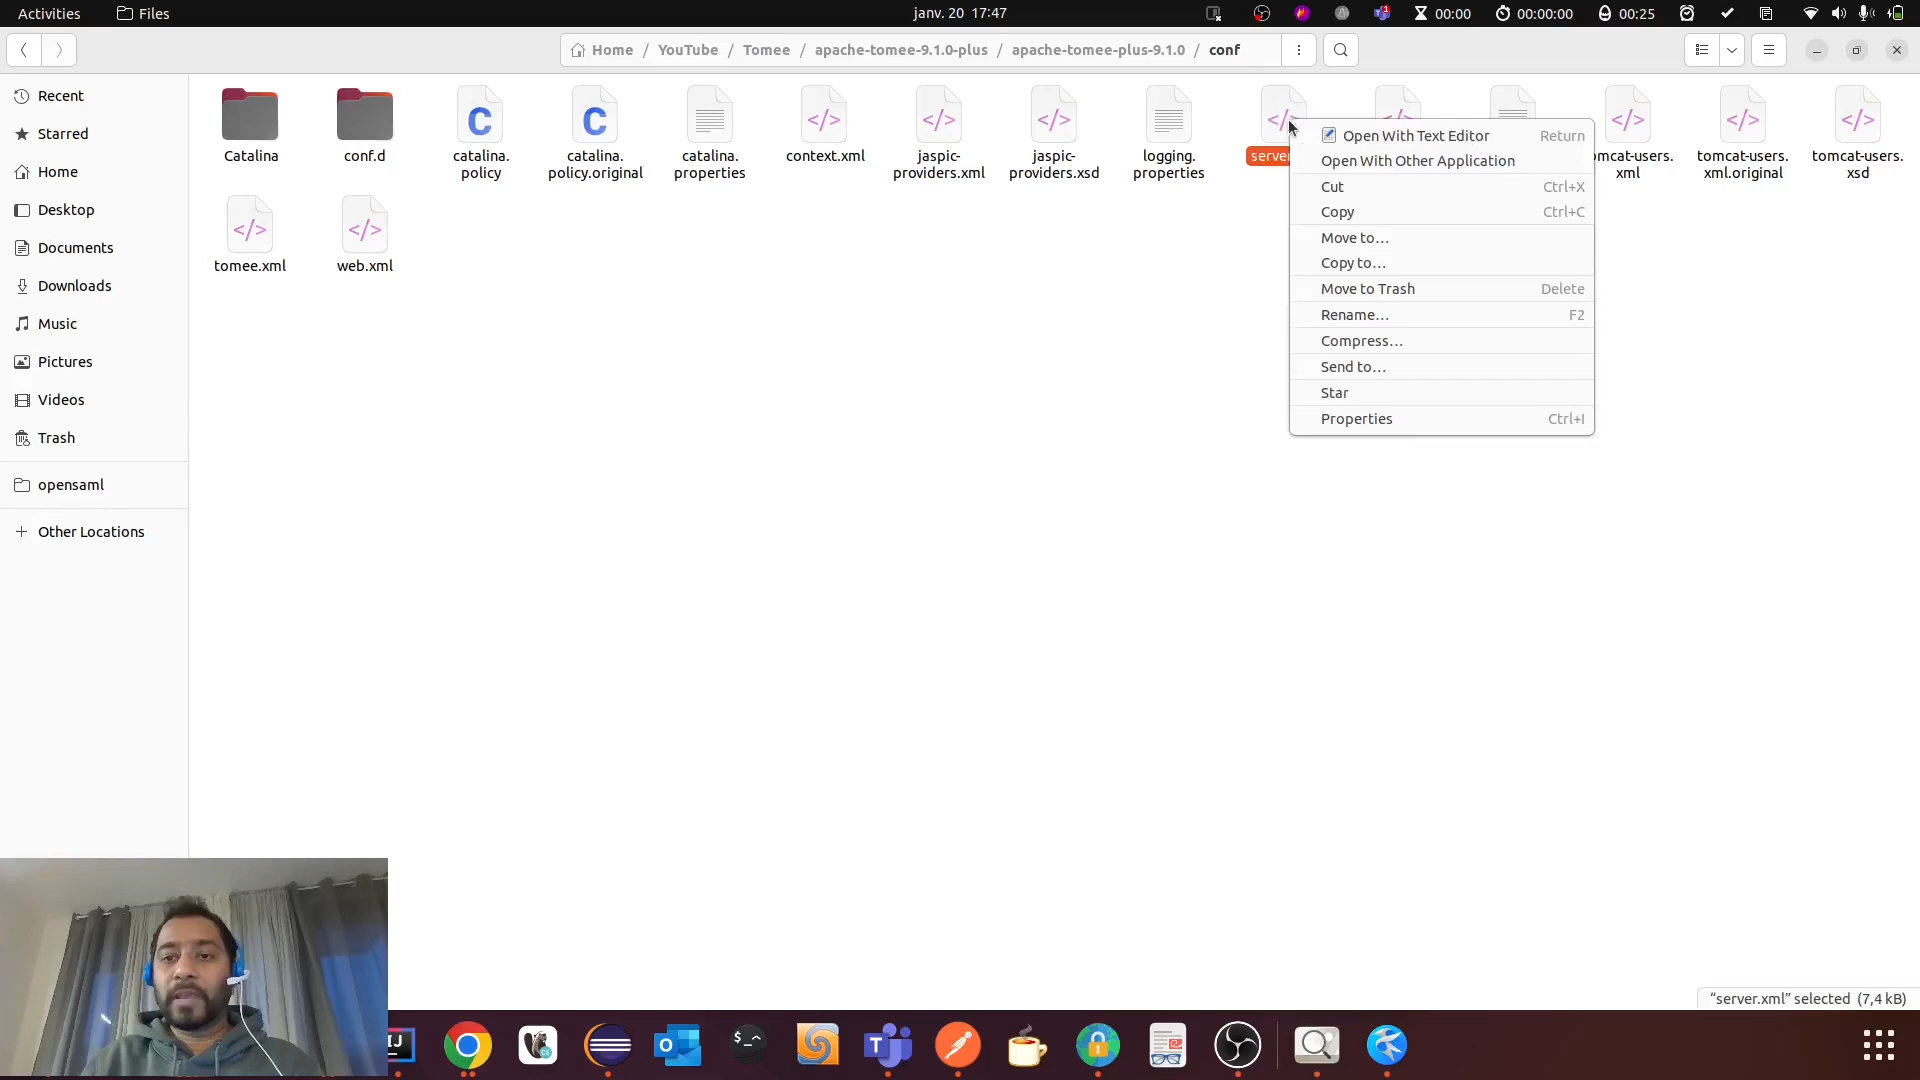 Activities Files janv. 20 17:47 1 00:00 00:00:00 00:25
Home / YouTube / Tomee / apache-tomee-9.1.0-plus / apache-tomee-plus-9.1.0 / conf
Recent
Starred
Home
Desktop
Documents
Downloads
Music
Pictures
Videos
Trash
opensaml
Other Locations
Catalina
conf.d
catalina.
policy
catalina.
policy.original
catalina.
properties
context.xml
jaspic-
providers.xml
jaspic-
providers.xsd
logging.
properties
server
omcat-users.
xml
tomcat-users.
xml.original
tomcat-users.
xsd
tomee.xml
web.xml
Open With Text Editor Return
Open With Other Application
Cut Ctrl+X
Copy Ctrl+C
Move to…
Copy to…
Move to Trash Delete
Rename… F2
Compress…
Send to…
Star
Properties Ctrl+I
“server.xml” selected (7,4 kB)